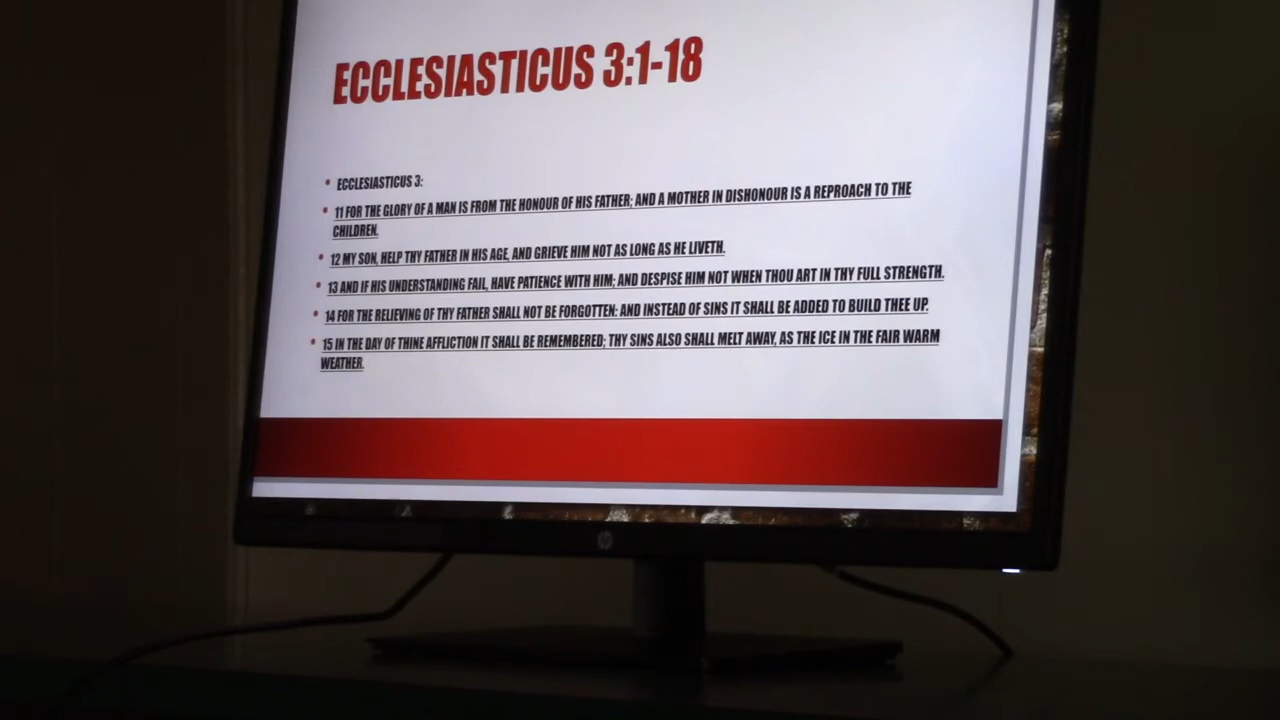 ECCLESIASTICUS 3:1-18
• ECCLESIASTICUS 3:
• 11 FOR THE GLORY OF A MAN IS FROM THE HONOUR OF HIS FATHER; AND A MOTHER IN DISHONOUR IS A REPROACH TO THE
CHILDREN.
• 12 MY SON, HELP THY FATHER IN HIS AGE, AND GRIEVE HIM NOT AS LONG AS HE LIVETH.
• 13 AND IF HIS UNDERSTANDING FAIL, HAVE PATIENCE WITH HIM; AND DESPISE HIM NOT WHEN THOU ART IN THY FULL STRENGTH.
• 14 FOR THE RELIEVING OF THY FATHER SHALL NOT BE FORGOTTEN: AND INSTEAD OF SINS IT SHALL BE ADDED TO BUILD THEE UP.
• 15 IN THE DAY OF THINE AFFLICTION IT SHALL BE REMEMBERED; THY SINS ALSO SHALL MELT AWAY, AS THE ICE IN THE FAIR WARM
WEATHER.
hp